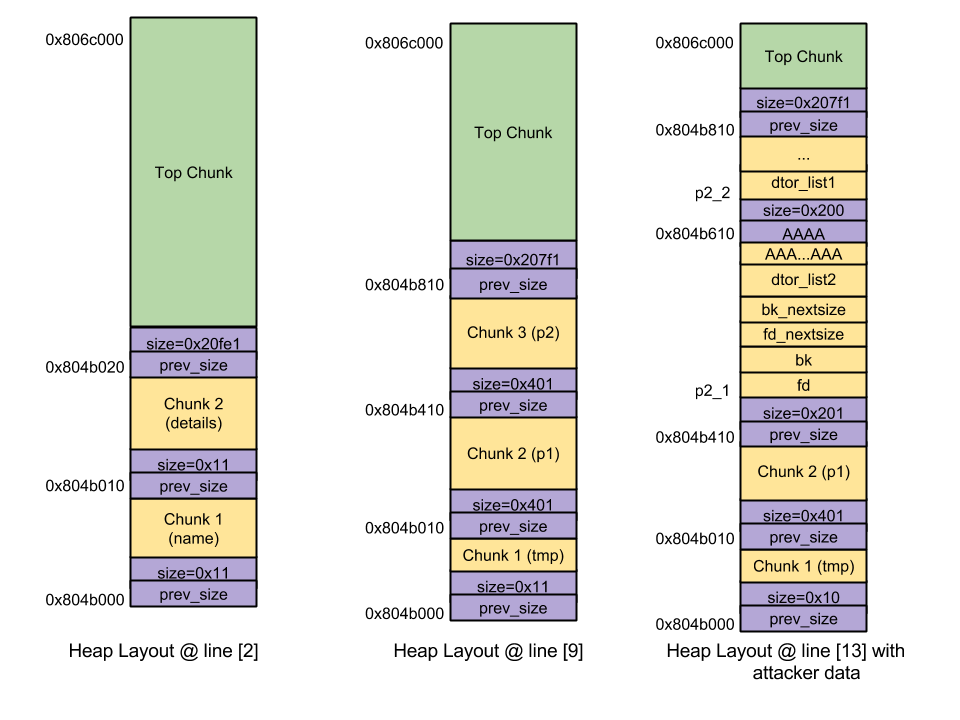 0x806c000
Top Chunk
size=0x20fe1
0x804b020
prev_size
Chunk 2
(details)
size=0x11
0x804b010
prev_size
Chunk 1
(name)
size=0x11
0x804b000
prev_size
Heap Layout @ line [2]
0x806c000
Top Chunk
size=0x207f1
0x804b810
prev_size
Chunk 3 (p2)
size=0x401
0x804b410
prev_size
Chunk 2 (p1)
size=0x401
0x804b010
prev_size
Chunk 1 (tmp)
size=0x11
0x804b000
prev_size
Heap Layout @ line [9]
0x806c000
Top Chunk
size=0x207f1
0x804b810
prev_size
...
dtor_list1
p2_2
size=0x200
0x804b610
AAAA
AAA...AAA
dtor_list2
bk_nextsize
fd_nextsize
bk
fd
p2_1
size=0x201
0x804b410
prev_size
Chunk 2 (p1)
size=0x401
0x804b010
prev_size
Chunk 1 (tmp)
size=0x10
0x804b000
prev_size
Heap Layout @ line [13] with
attacker data